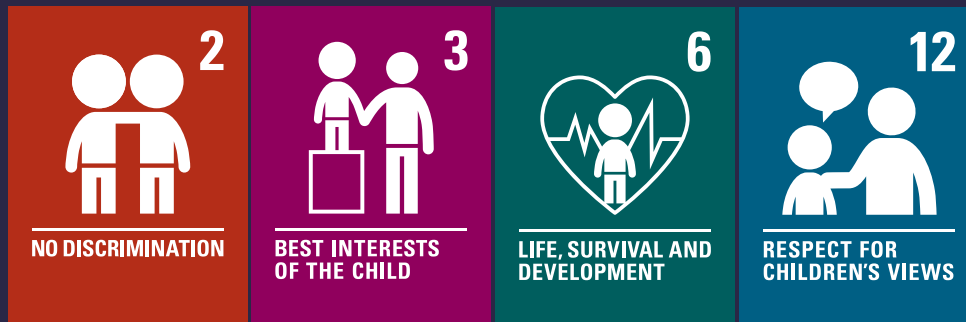 2
NO DISCRIMINATION
3
BEST INTERESTS
OF THE CHILD
6
LIFE, SURVIVAL AND
DEVELOPMENT
12
RESPECT FOR
CHILDREN'S VIEWS